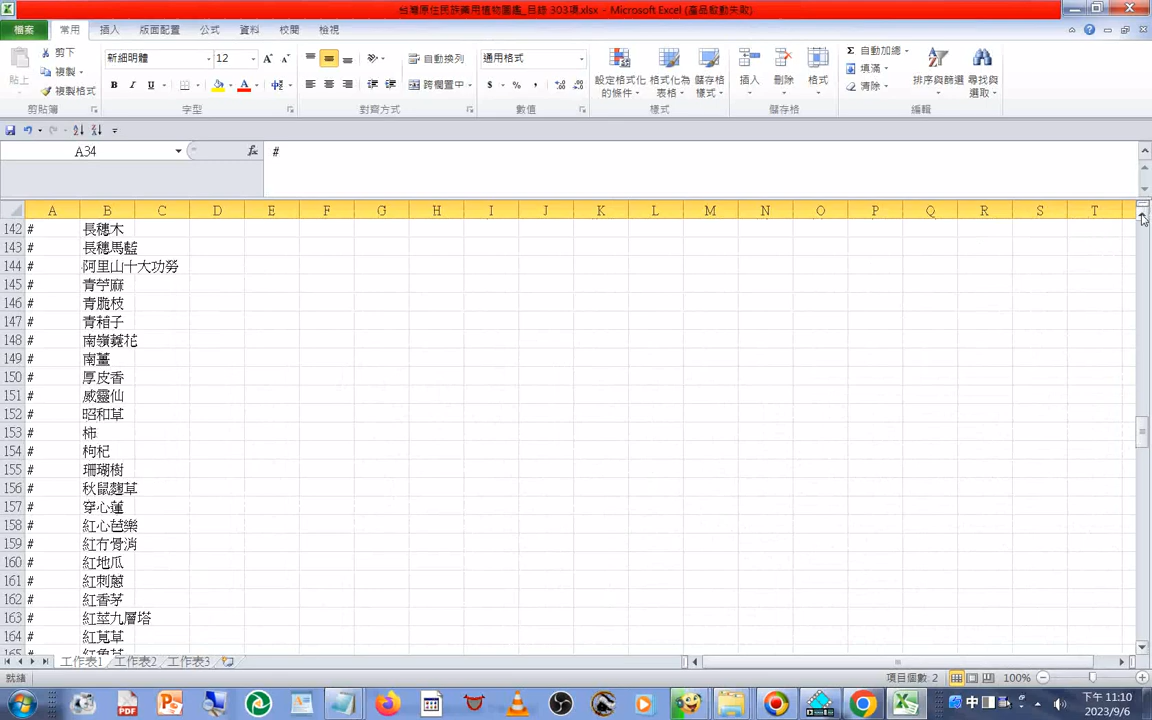 台灣原住民族藥用植物圖鑑_目錄 303項.xlsx - Microsoft Excel (產品啟動失敗)
檔案 常用 插入 版面配置 公式 資料 校閱 檢視
剪下 新細明體 12 自動換列 通用格式 自動加總
貼上 複製 設定格式化的條件 格式化為表格 儲存格樣式 插入 刪除 格式 填滿 排序與篩選 尋找與選取
複製格式 跨欄置中 $ % , 清除
剪貼簿 字型 對齊方式 數值 樣式 儲存格 編輯
A34 fx #
A B C D E F G H I J K L M N O P Q R S T
142 # 長穗木
143 # 長穗馬藍
144 # 阿里山十大功勞
145 # 青苧麻
146 # 青脆枝
147 # 青葙子
148 # 南嶺蕘花
149 # 南薑
150 # 厚皮香
151 # 威靈仙
152 # 昭和草
153 # 柿
154 # 枸杞
155 # 珊瑚樹
156 # 秋鼠麴草
157 # 穿心蓮
158 # 紅心芭樂
159 # 紅冇骨消
160 # 紅地瓜
161 # 紅刺蔥
162 # 紅香茅
163 # 紅莖九層塔
164 # 紅莧草
工作表1 工作表2 工作表3
就緒 項目個數: 2 100%
中 下午 11:10
2023/9/6